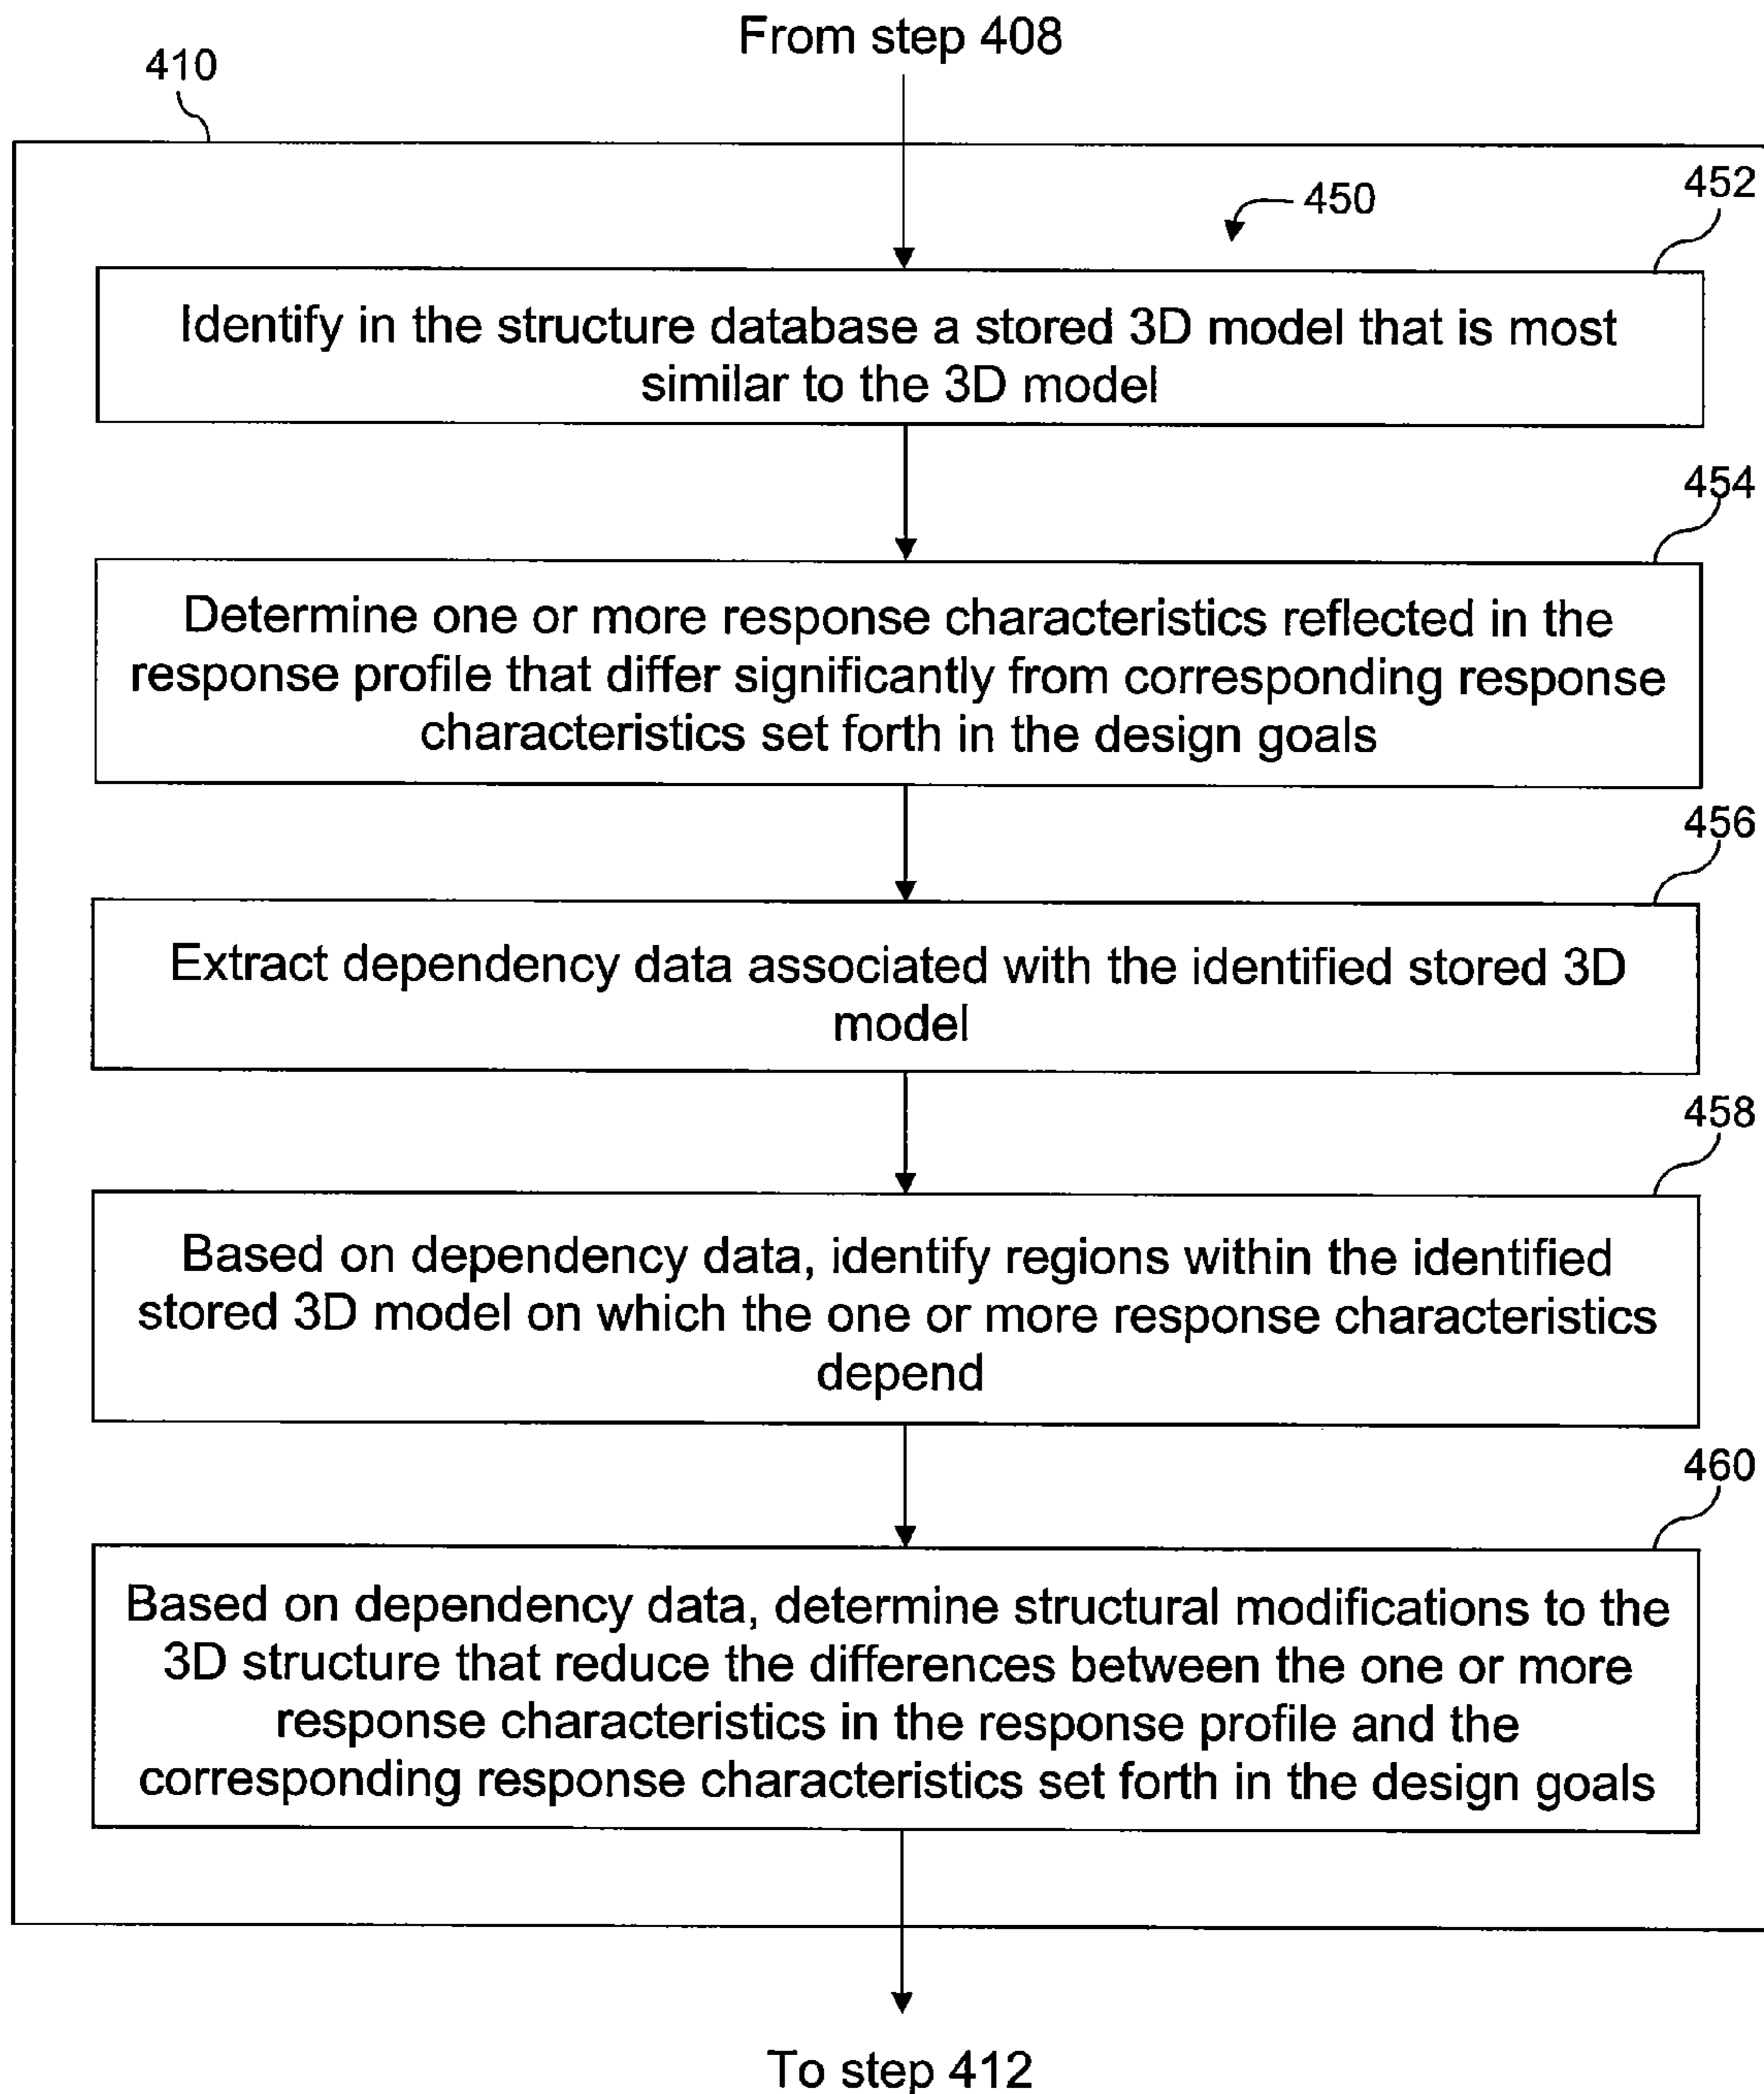 From step 408
410
450
452
Identify in the structure database a stored 3D model that is most
similar to the 3D model
454
Determine one or more response characteristics reflected in the
response profile that differ significantly from corresponding response
characteristics set forth in the design goals
456
Extract dependency data associated with the identified stored 3D
model
458
Based on dependency data, identify regions within the identified
stored 3D model on which the one or more response characteristics
depend
460
Based on dependency data, determine structural modifications to the
3D structure that reduce the differences between the one or more
response characteristics in the response profile and the
corresponding response characteristics set forth in the design goals
To step 412